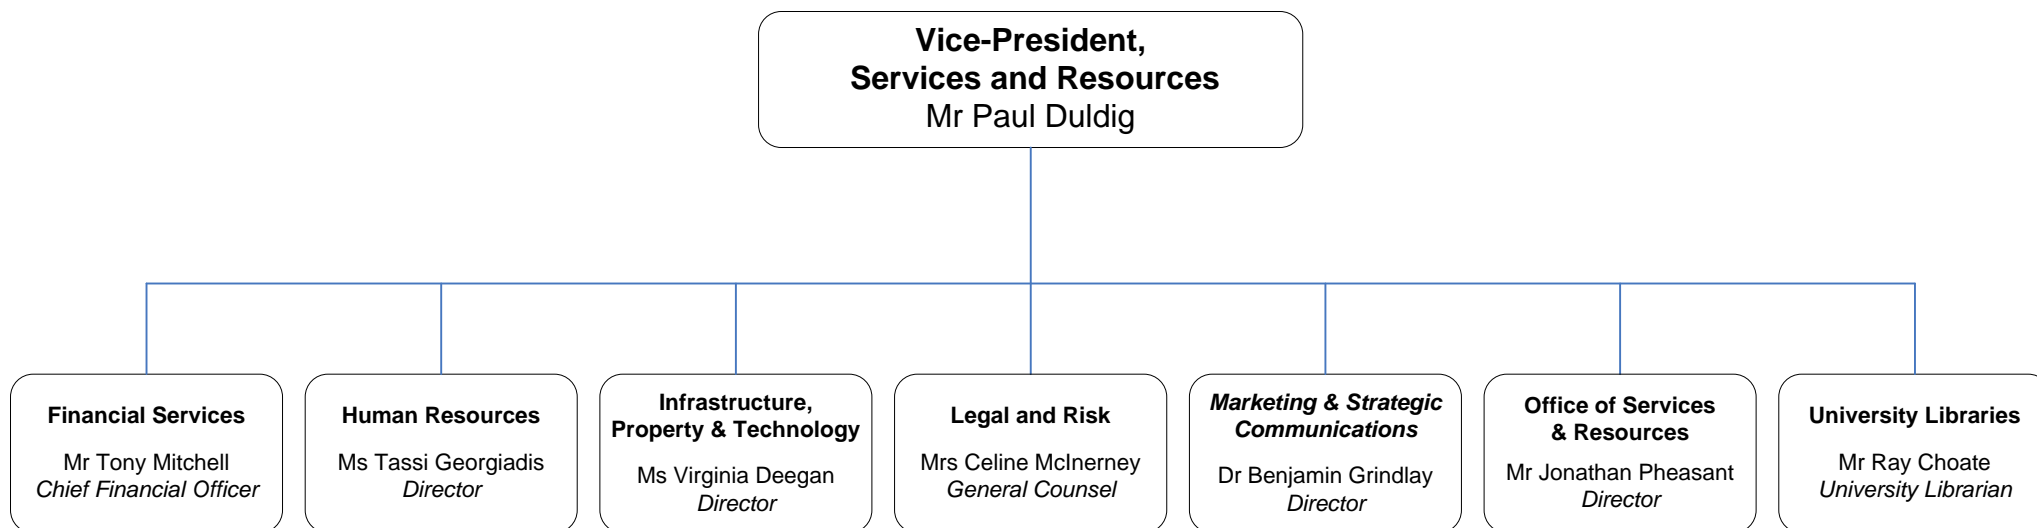 Vice-President,
Services and Resources
Mr Paul Duldig
Financial Services
Mr Tony Mitchell
Chief Financial Officer
Human Resources
Ms Tassi Georgiadis
Director
Infrastructure,
Property & Technology
Ms Virginia Deegan
Director
Legal and Risk
Mrs Celine McInerney
General Counsel
Marketing & Strategic
Communications
Dr Benjamin Grindlay
Director
Office of Services
& Resources
Mr Jonathan Pheasant
Director
University Libraries
Mr Ray Choate
University Librarian